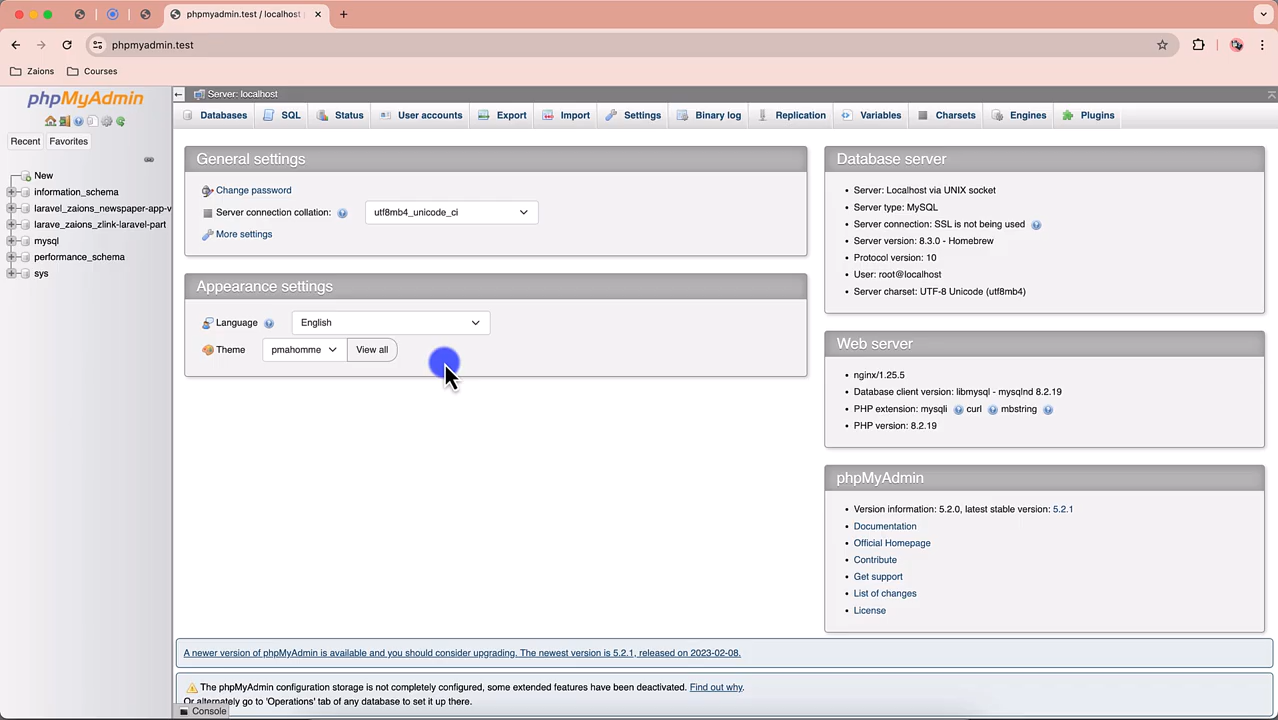 phpmyadmin.test / localhost
phpmyadmin.test
Zaions
Courses
phpMyAdmin
Recent
Favorites
New
information_schema
laravel_zaions_newspaper-app-v
larave_zaions_zlink-laravel-part
mysql
performance_schema
sys
Server: localhost
Databases
SQL
Status
User accounts
Export
Import
Settings
Binary log
Replication
Variables
Charsets
Engines
Plugins
General settings
Change password
Server connection collation:
utf8mb4_unicode_ci
More settings
Appearance settings
Language
English
Theme
pmahomme
View all
Database server
Server: Localhost via UNIX socket
Server type: MySQL
Server connection: SSL is not being used
Server version: 8.3.0 - Homebrew
Protocol version: 10
User: root@localhost
Server charset: UTF-8 Unicode (utf8mb4)
Web server
nginx/1.25.5
Database client version: libmysql - mysqlnd 8.2.19
PHP extension: mysqli curl mbstring
PHP version: 8.2.19
phpMyAdmin
Version information: 5.2.0, latest stable version: 5.2.1
Documentation
Official Homepage
Contribute
Get support
List of changes
License
A newer version of phpMyAdmin is available and you should consider upgrading. The newest version is 5.2.1, released on 2023-02-08.
The phpMyAdmin configuration storage is not completely configured, some extended features have been deactivated. Find out why.
Or alternately go to 'Operations' tab of any database to set it up there.
Console